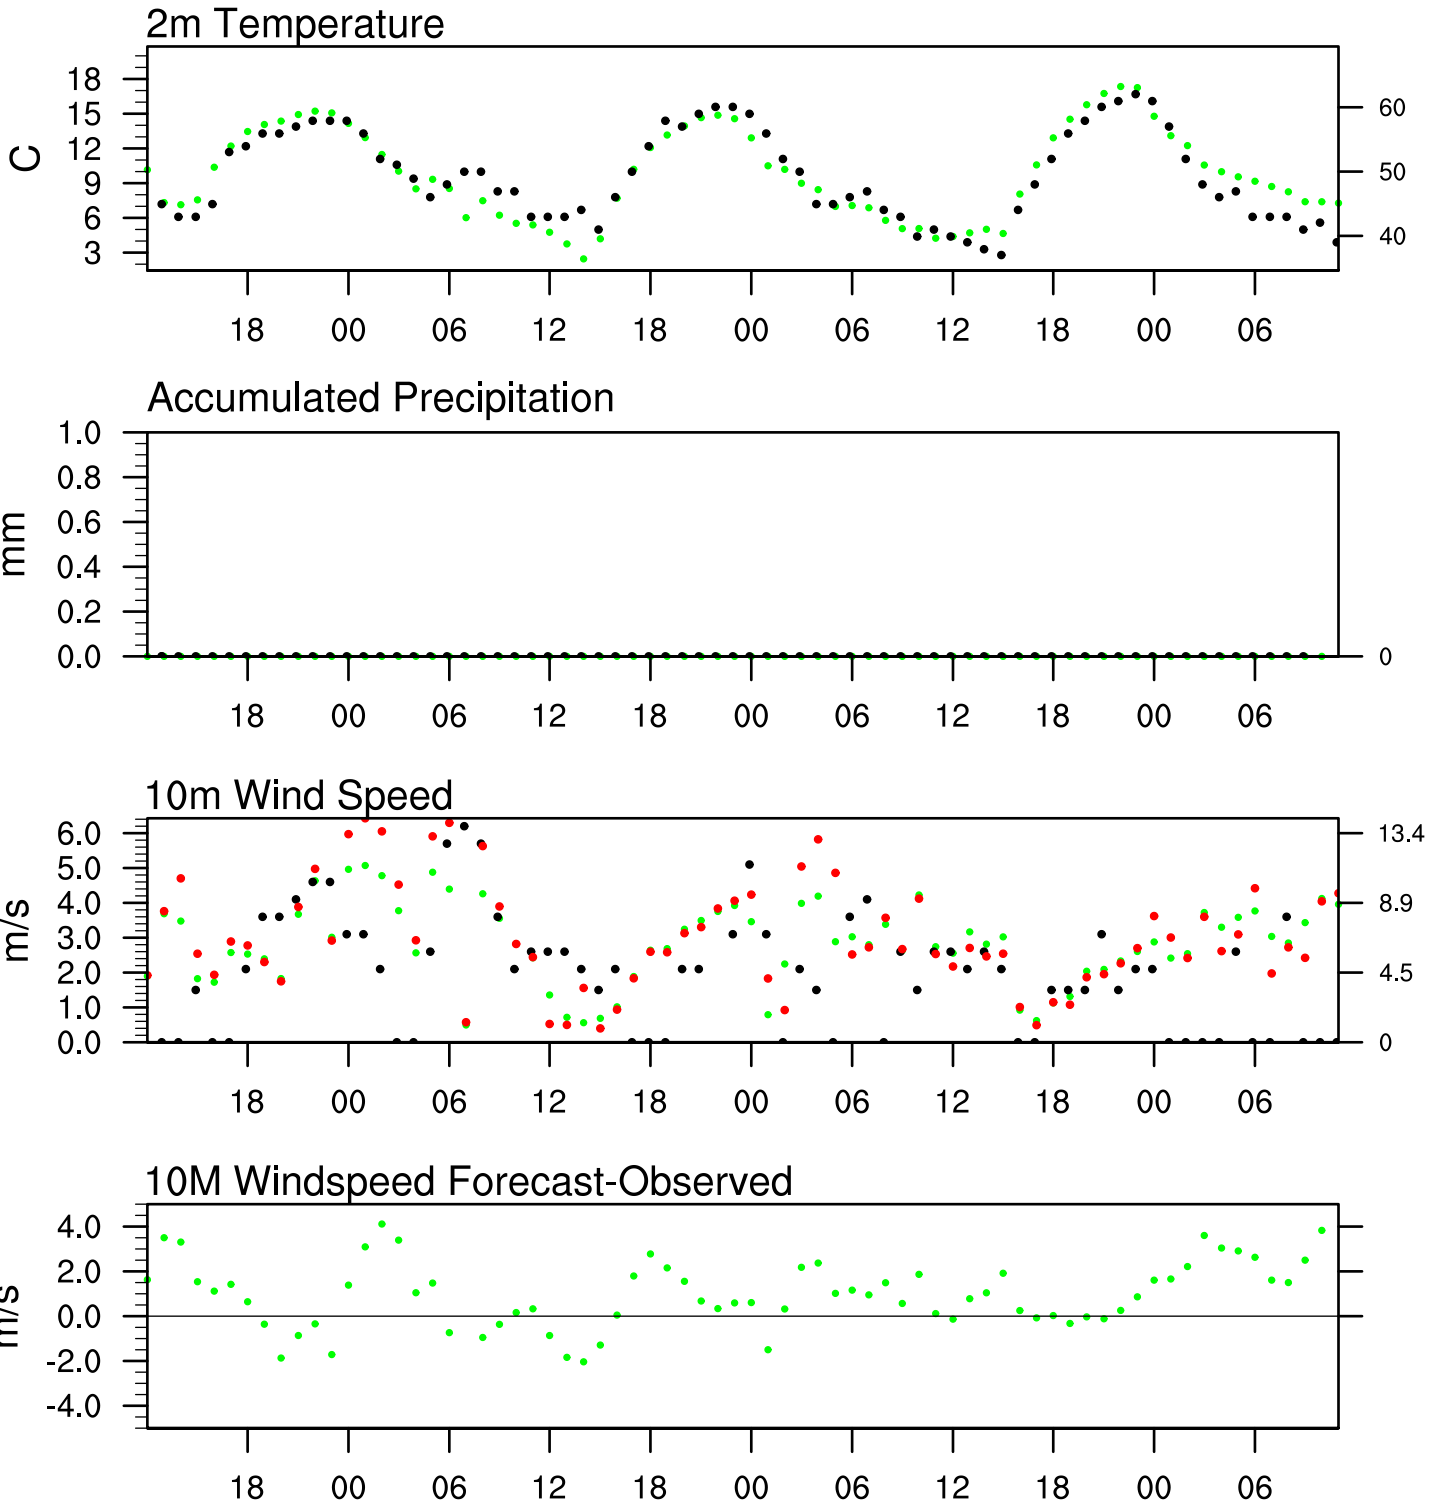 2m Temperature
18
15
12
9
6
3
C
60
50
40
18 00 06 12 18 00 06 12 18 00 06
Accumulated Precipitation
1.0
0.8
0.6
0.4
0.2
0.0
mm
0
18 00 06 12 18 00 06 12 18 00 06
10m Wind Speed
6.0
5.0
4.0
3.0
2.0
1.0
0.0
m/s
13.4
8.9
4.5
0
18 00 06 12 18 00 06 12 18 00 06
10M Windspeed Forecast-Observed
4.0
2.0
0.0
-2.0
-4.0
m/s
18 00 06 12 18 00 06 12 18 00 06